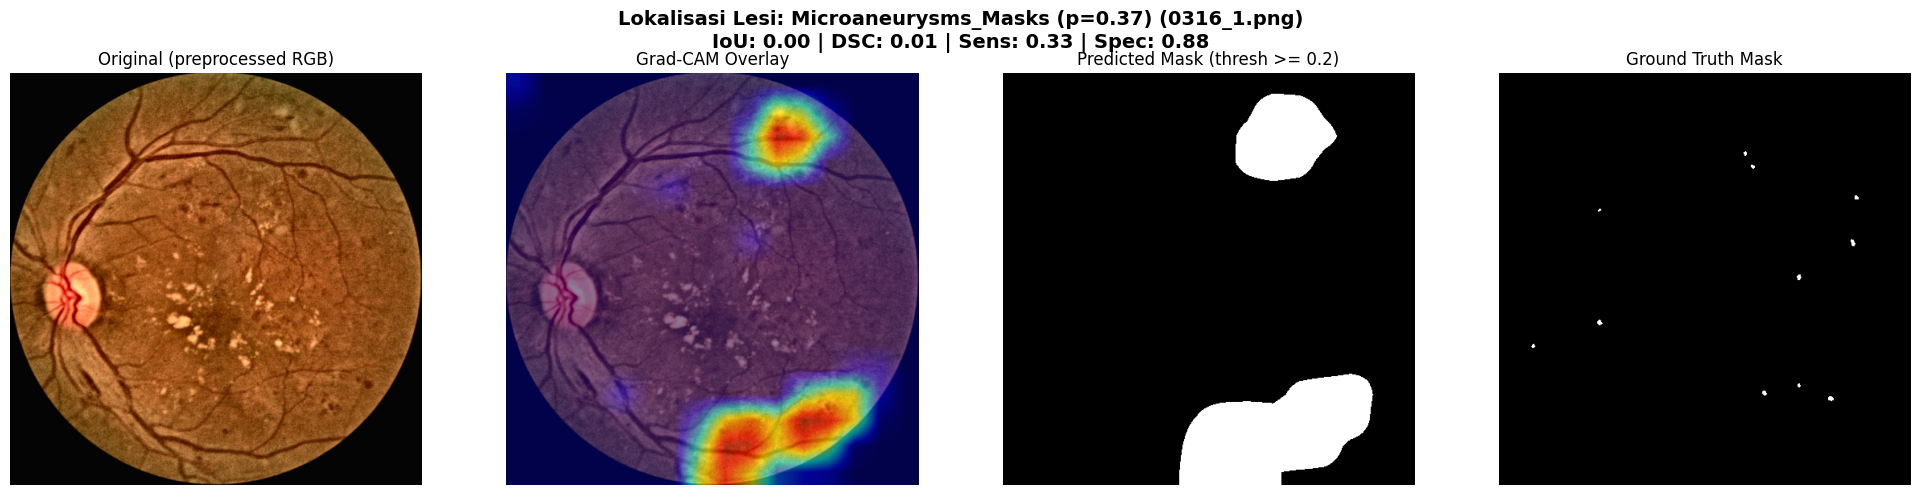 Lokalisasi Lesi: Microaneurysms_Masks (p=0.37) (0316_1.png)
IoU: 0.00 | DSC: 0.01 | Sens: 0.33 | Spec: 0.88
Original (preprocessed RGB)
Grad-CAM Overlay
Predicted Mask (thresh >= 0.2)
Ground Truth Mask